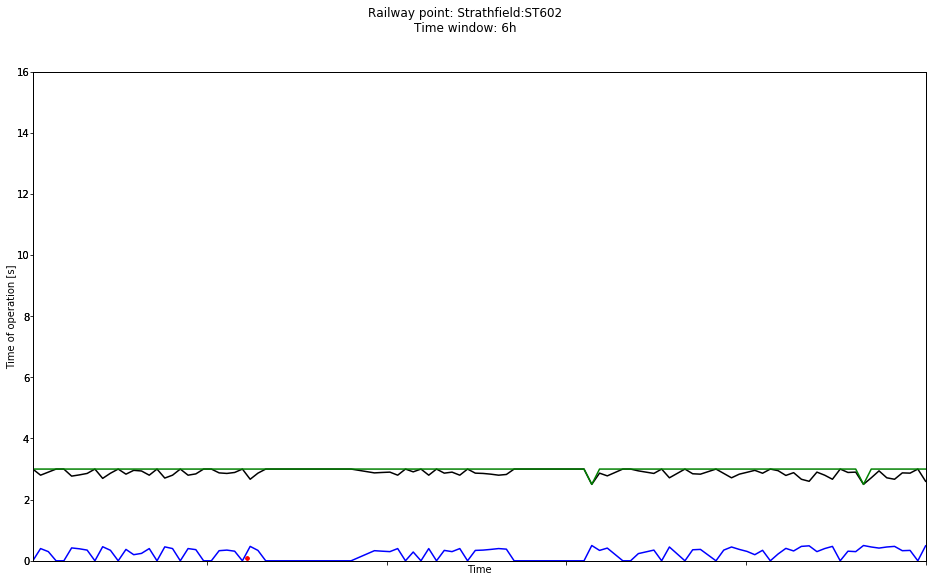 Railway point: Strathfield:ST602
Time window: 6h
16
14
12
10
8
6
4
2
0
Time of operation [s]
Time